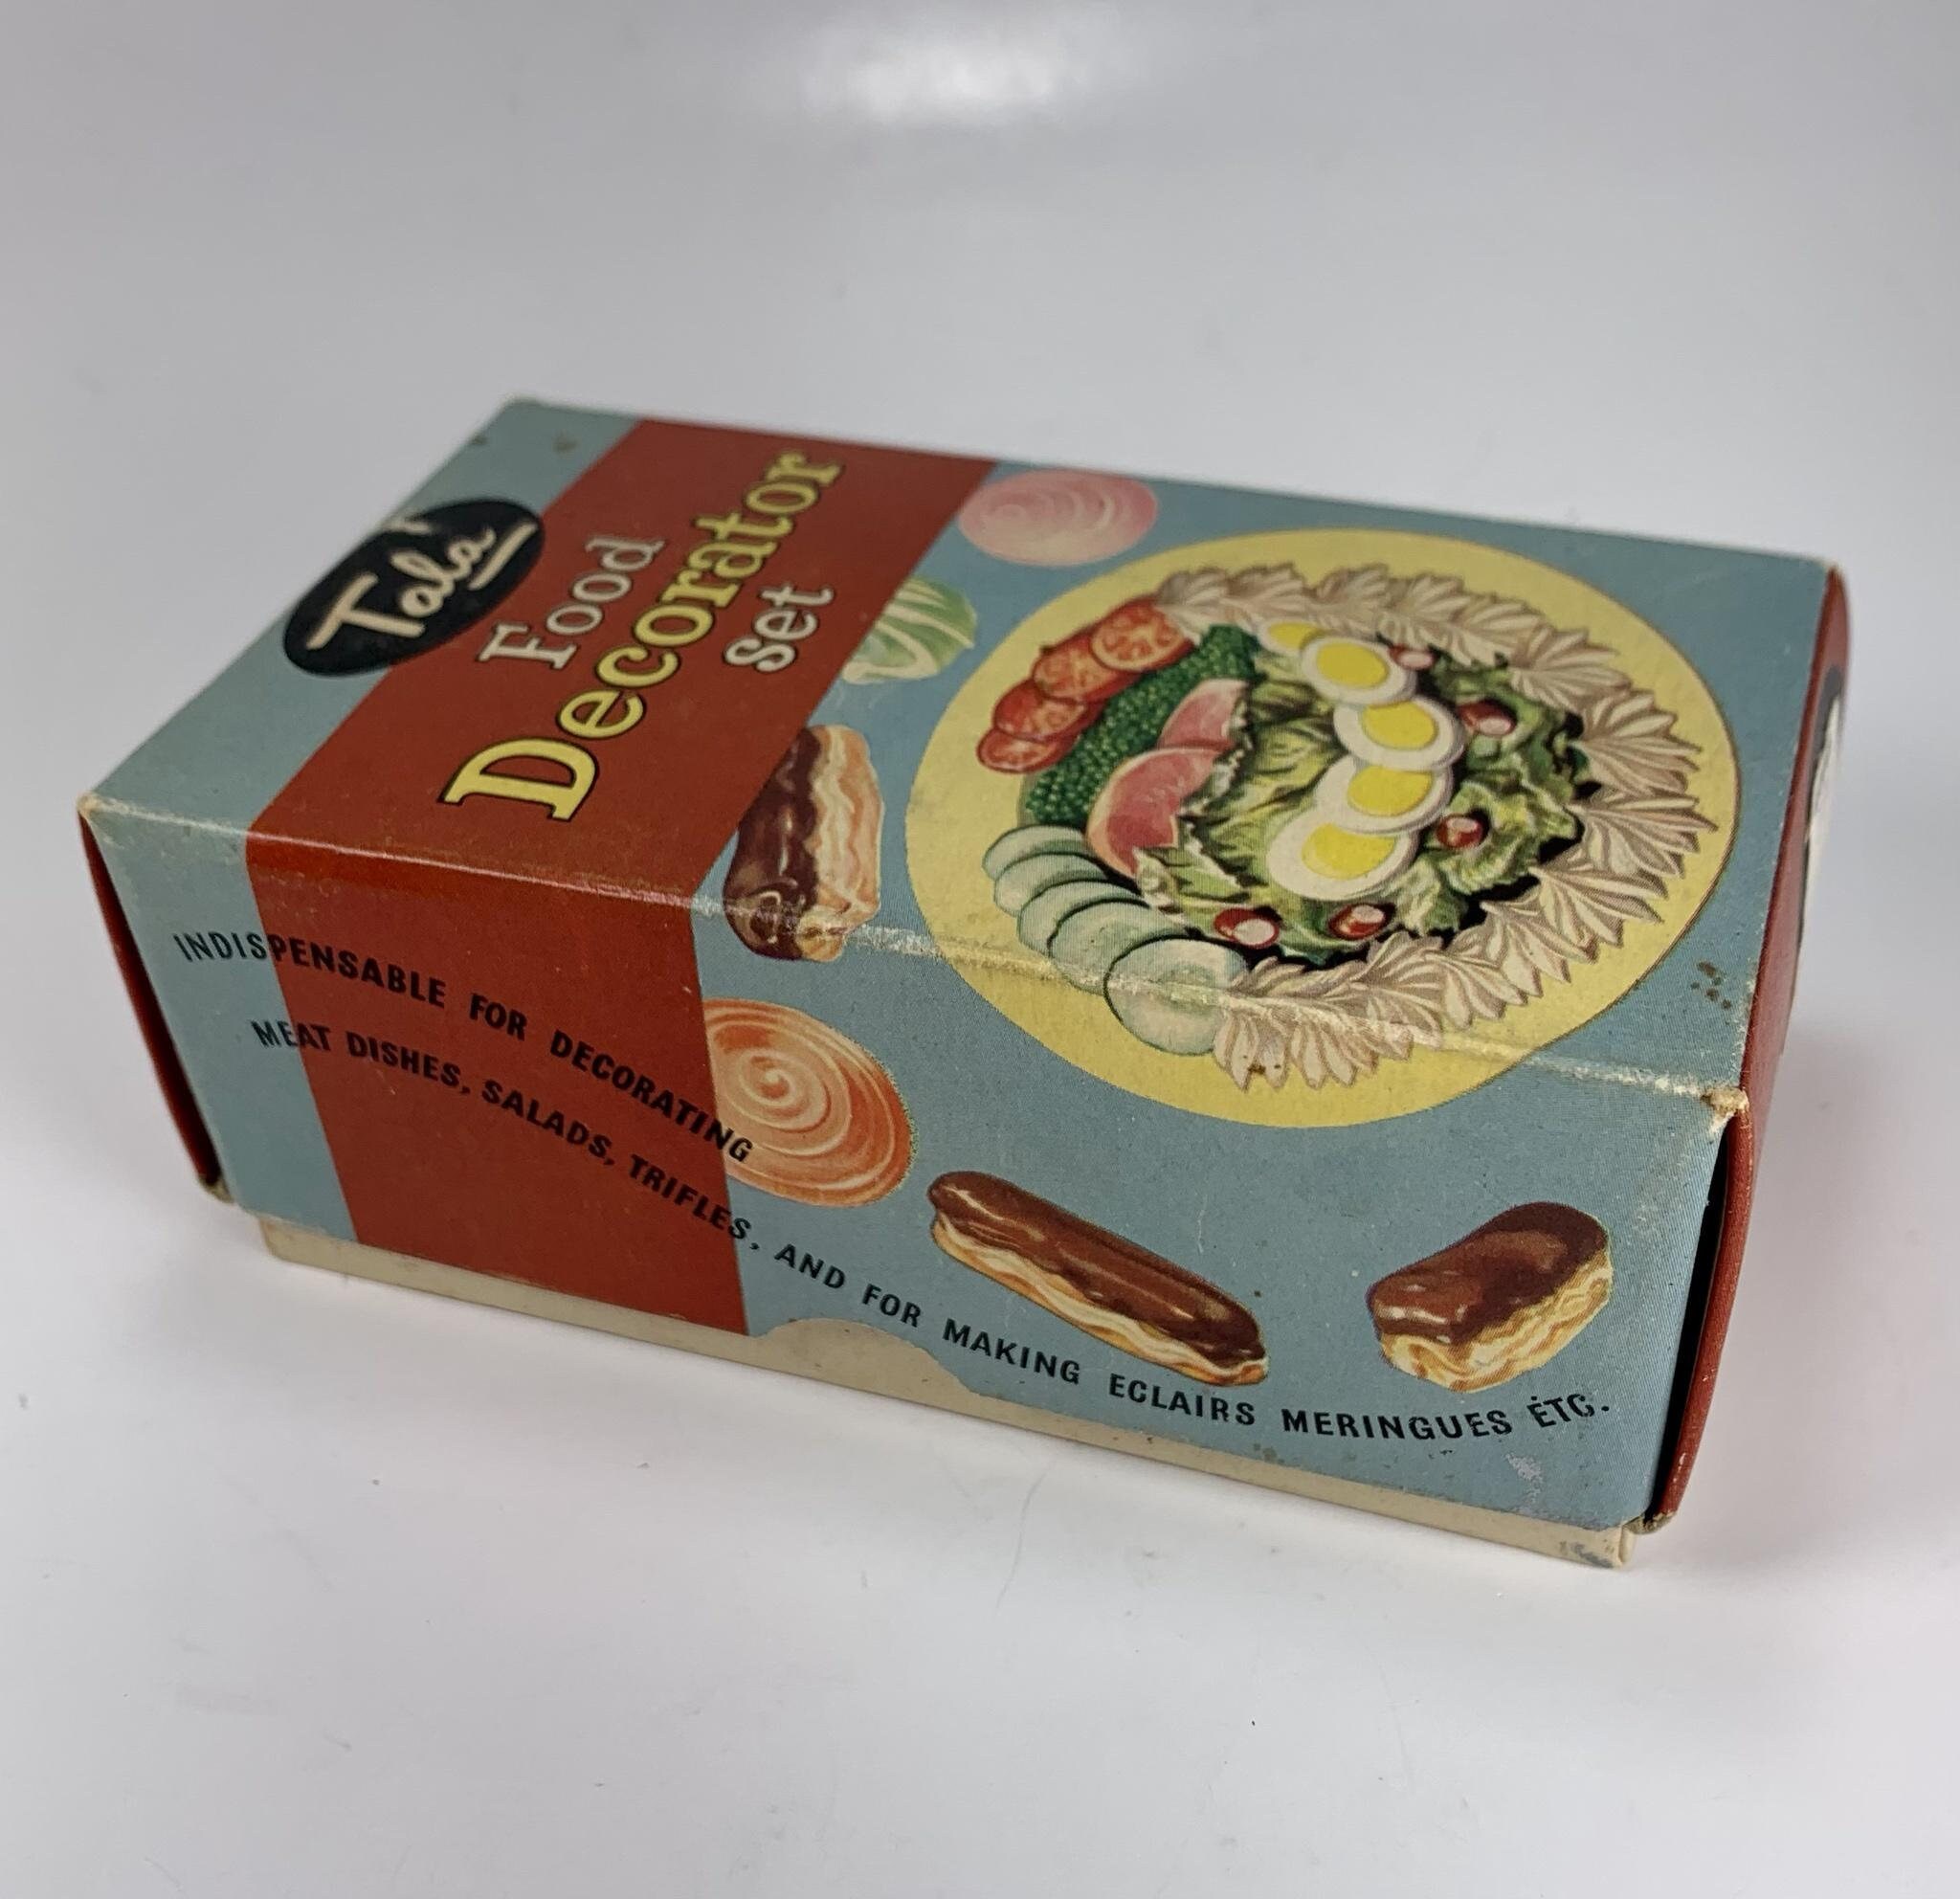 Tala
Food
Decorator
set
INDISPENSABLE FOR DECORATING
MEAT DISHES, SALADS, TRIFLES, AND FOR MAKING ECLAIRS MERINGUES ETC.